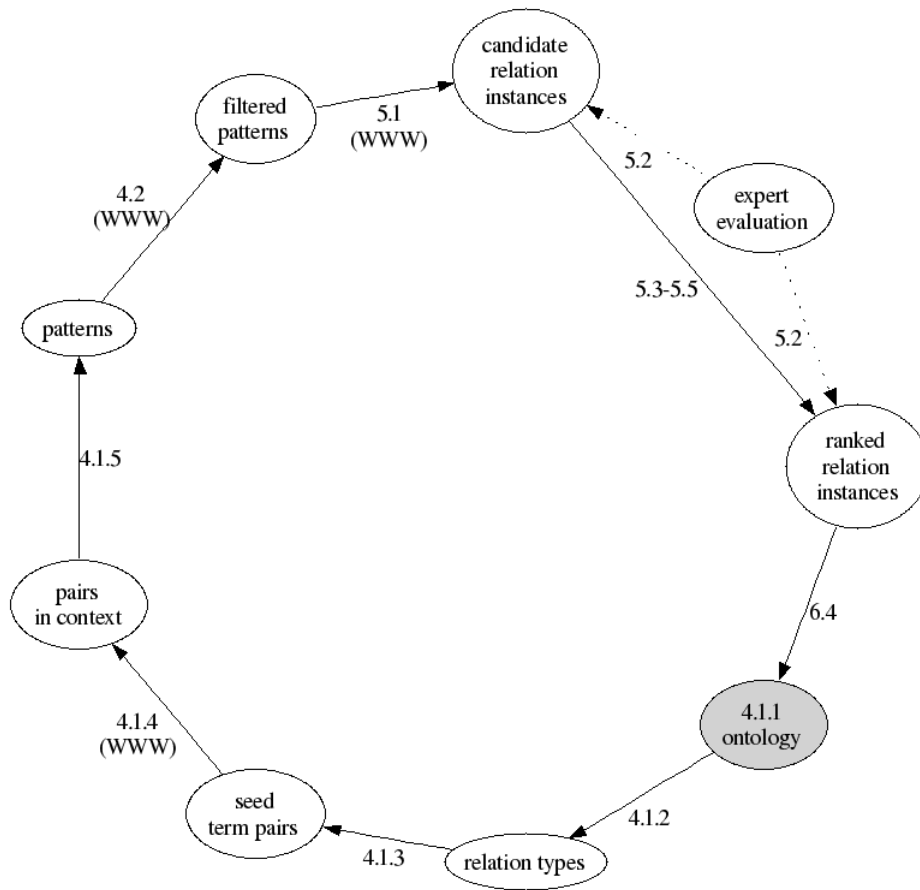 candidate
relation
instances
filtered
patterns
5.1
(WWW)
5.2
expert
evaluation
4.2
(WWW)
5.3-5.5
patterns
5.2
ranked
relation
instances
4.1.5
pairs
in context
6.4
4.1.1
ontology
4.1.4
(WWW)
seed
term pairs
4.1.2
4.1.3
relation types